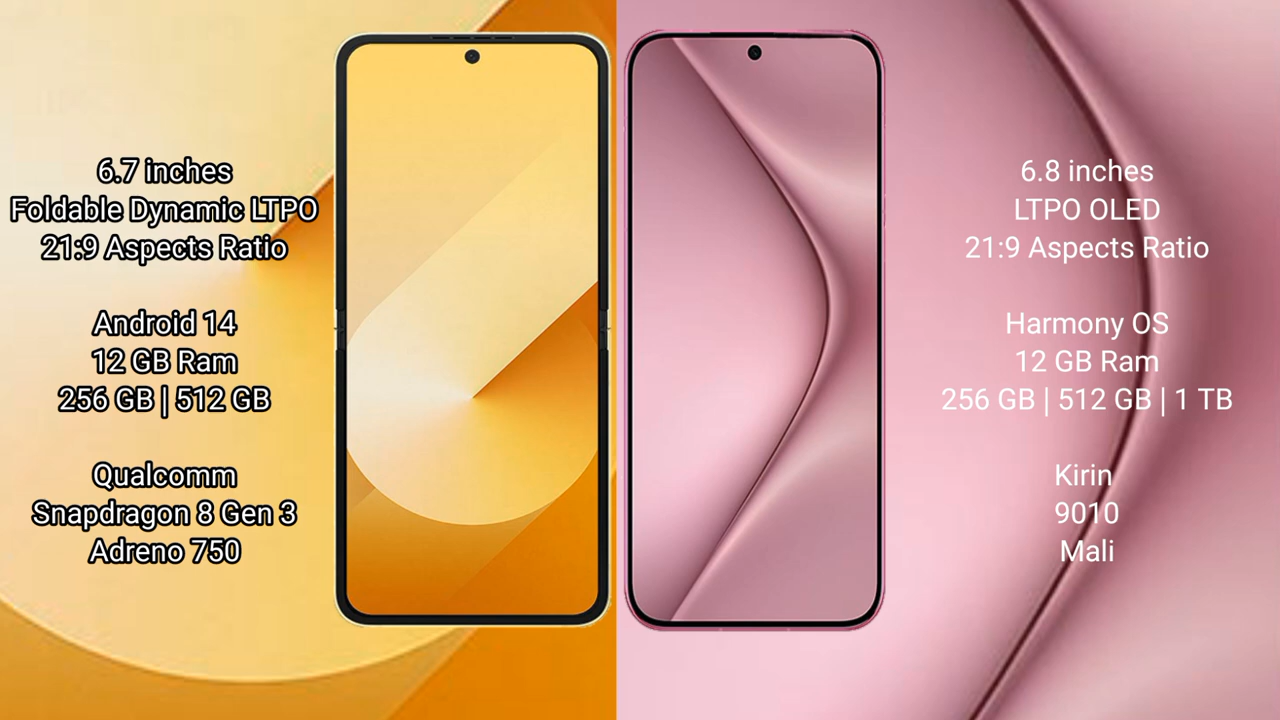 6.7 inches
Foldable Dynamic LTPO
21:9 Aspects Ratio
Android 14
12 GB Ram
256 GB | 512 GB
Qualcomm
Snapdragon 8 Gen 3
Adreno 750
6.8 inches
LTPO OLED
21:9 Aspects Ratio
Harmony OS
12 GB Ram
256 GB | 512 GB | 1 TB
Kirin
9010
Mali